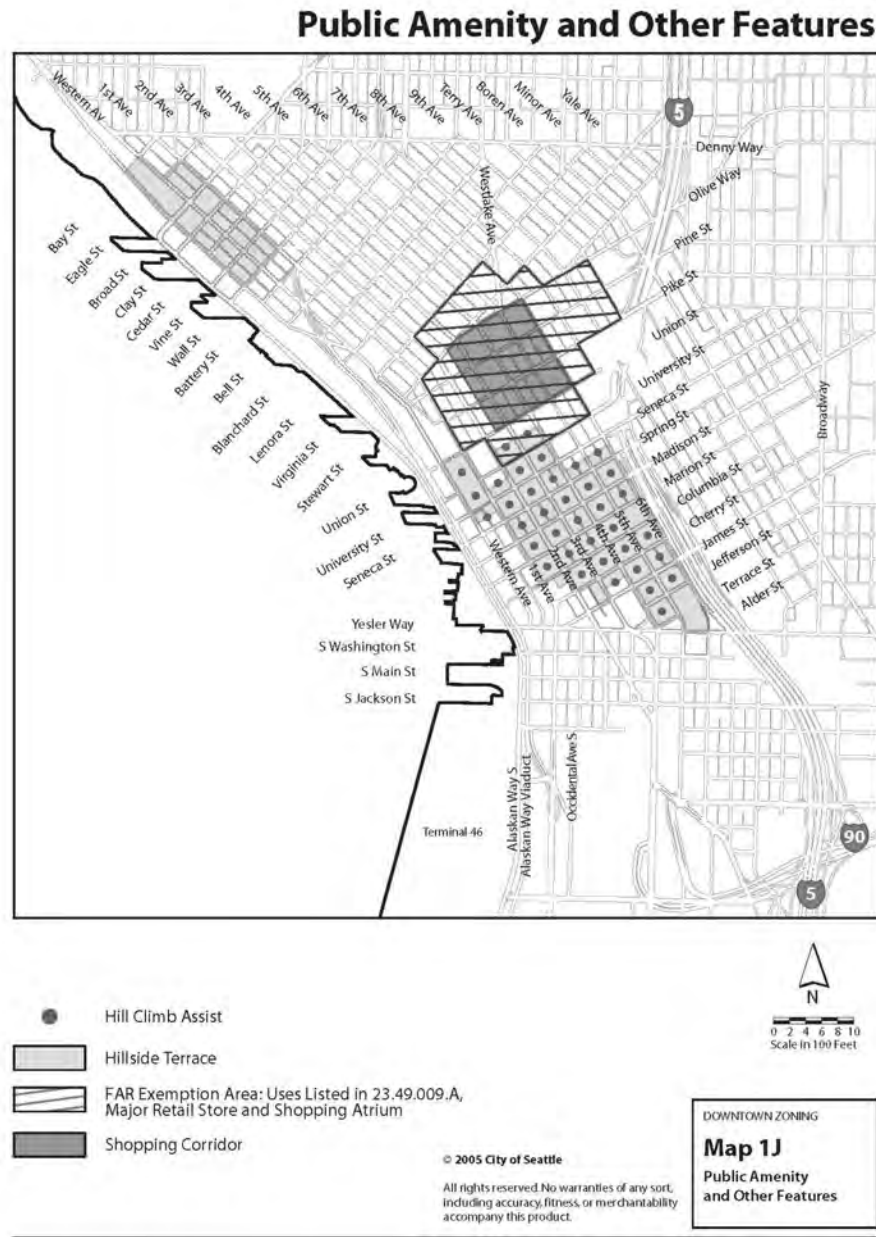 Public Amenity and Other Features
Western Av.
1st Ave
2nd Ave
3rd Ave
4th Ave
5th Ave
6th Ave
7th Ave
8th Ave
9th Ave
Terry Ave
Boren Ave
Minor Ave
Yale Ave
5
Denny Way
Olive Way
Westlake Ave
Pine St
Pike St
Union St
University St
Seneca St
Spring St
Madison St
Marion St
Columbia St
Cherry St
James St
Jefferson St
Terrace St
Alder St
Broadway
Bay St
Eagle St
Broad St
Clay St
Cedar St
Vine St
Wall St
Battery St
Bell St
Blanchard St
Lenora St
Virginia St
Stewart St
Union St
University St
Seneca St
Western Ave
1st Ave
2nd Ave
3rd Ave
4th Ave
5th Ave
6th Ave
Yesler Way
S Washington St
S Main St
S Jackson St
Terminal 46
Alaskan Way S
Alaskan Way Viaduct
Occidental Ave S
90
5
N
0 2 4 6 8 10
Scale in 100 Feet
Hill Climb Assist
Hillside Terrace
FAR Exemption Area: Uses Listed in 23.49.009.A,
Major Retail Store and Shopping Atrium
Shopping Corridor
© 2005 City of Seattle
All rights reserved. No warranties of any sort,
including accuracy, fitness, or merchantability
accompany this product.
DOWNTOWN ZONING
Map 1J
Public Amenity
and Other Features